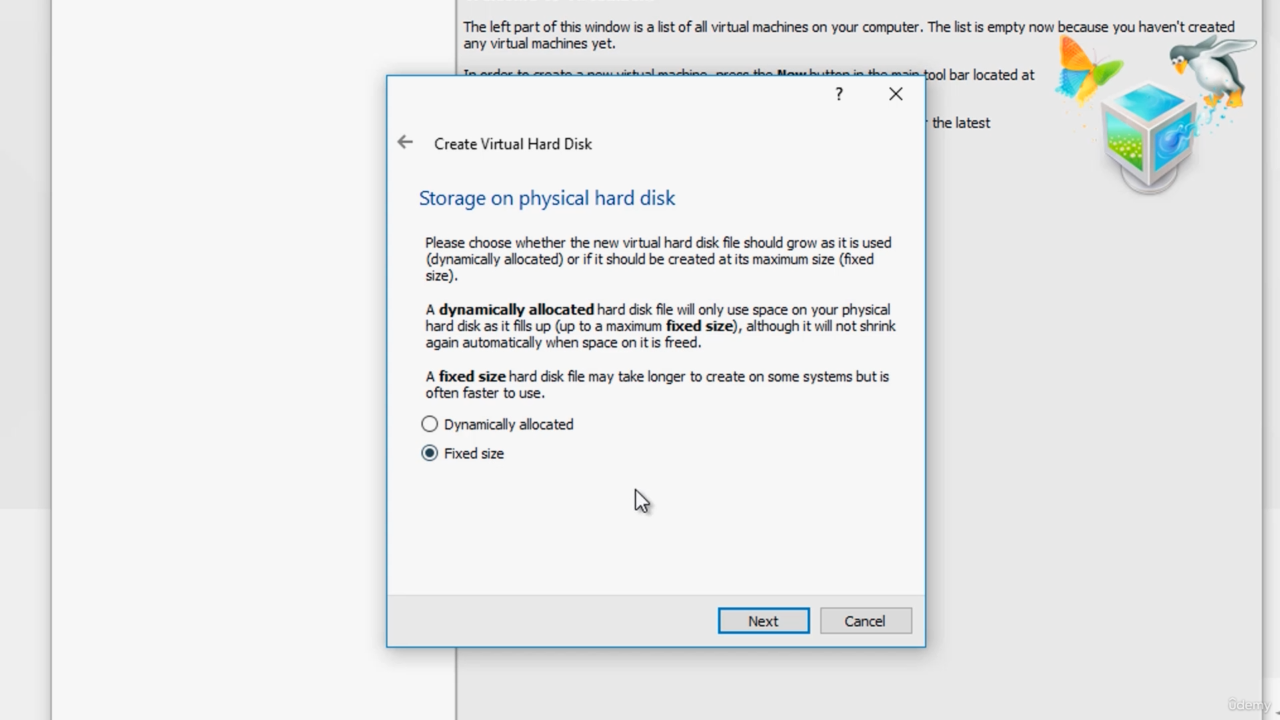 The left part of this window is a list of all virtual machines on your computer. The list is empty now because you haven't created
any virtual machines yet.
In order to create a new virtual machine, press the New button in the main tool bar located at
the latest
?
Create Virtual Hard Disk
Storage on physical hard disk
Please choose whether the new virtual hard disk file should grow as it is used
(dynamically allocated) or if it should be created at its maximum size (fixed
size).
A dynamically allocated hard disk file will only use space on your physical
hard disk as it fills up (up to a maximum fixed size), although it will not shrink
again automatically when space on it is freed.
A fixed size hard disk file may take longer to create on some systems but is
often faster to use.
Dynamically allocated
Fixed size
Next
Cancel
ûdemy